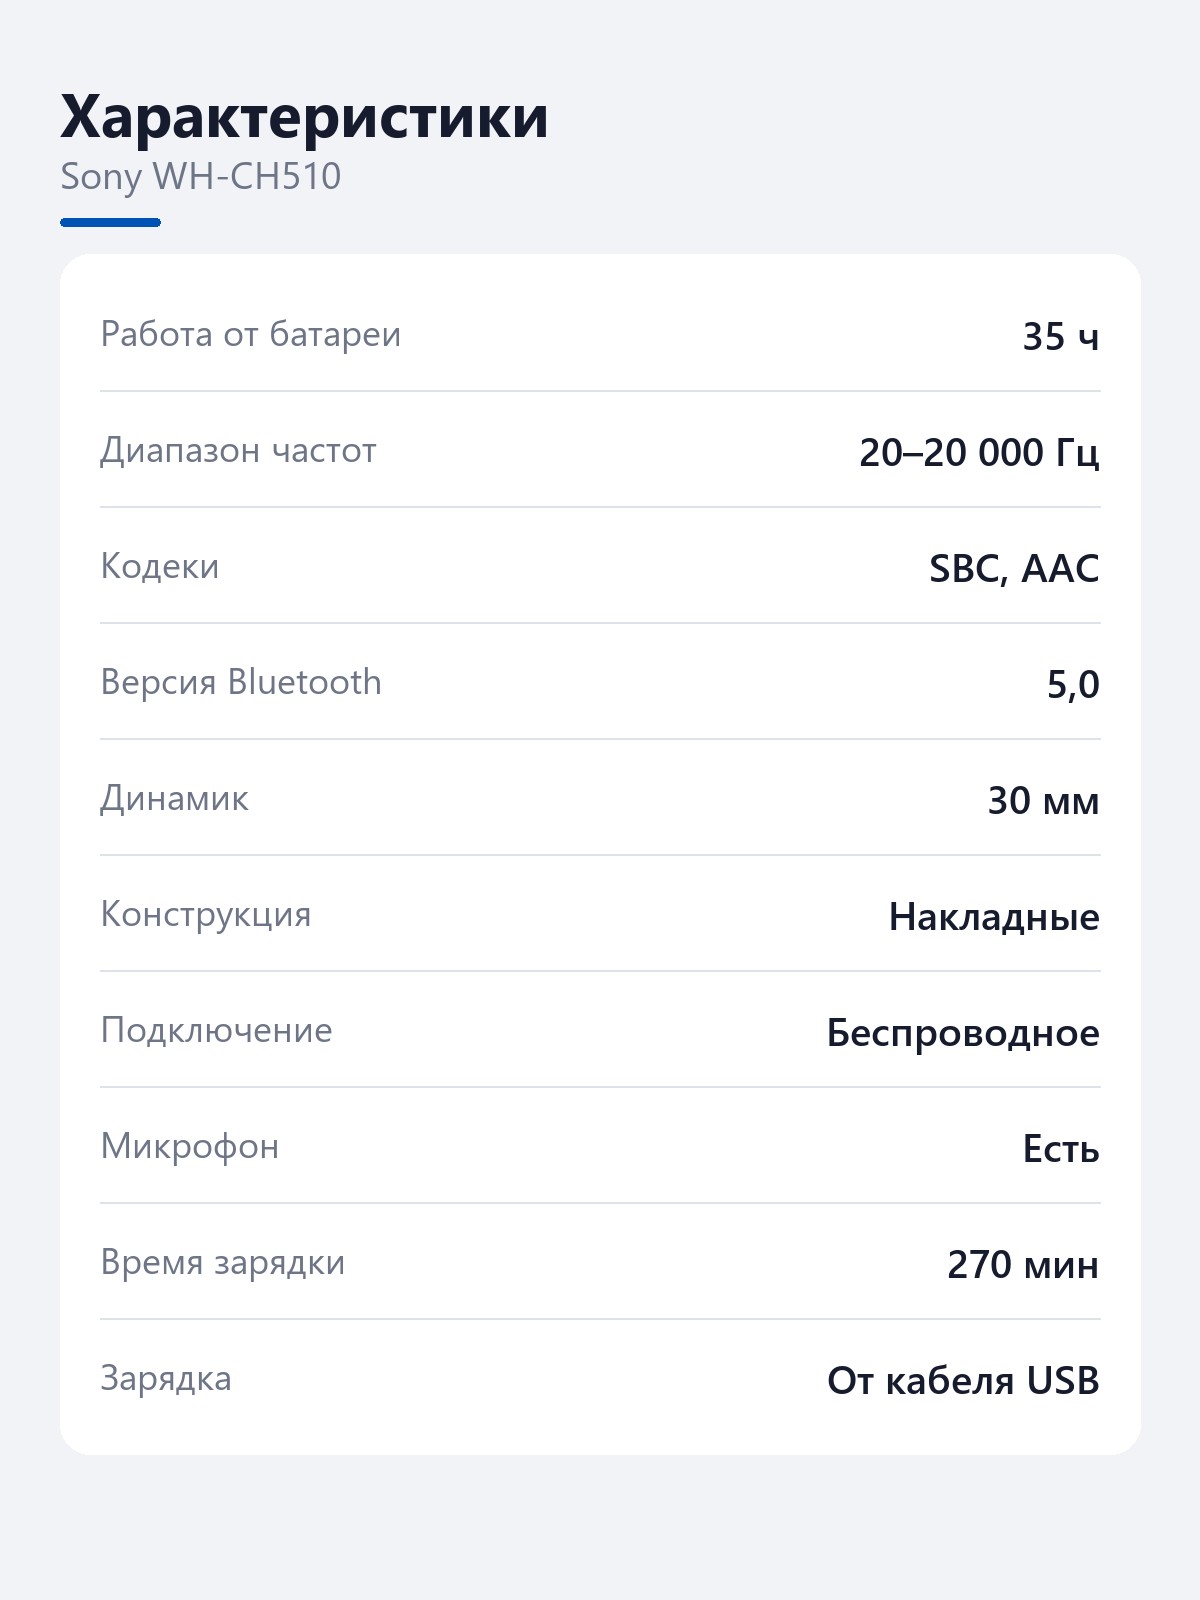 Характеристики
Sony WH-CH510
Работа от батареи 35 ч
Диапазон частот 20–20 000 Гц
Кодеки SBC, AAC
Версия Bluetooth 5,0
Динамик 30 мм
Конструкция Накладные
Подключение Беспроводное
Микрофон Есть
Время зарядки 270 мин
Зарядка От кабеля USB